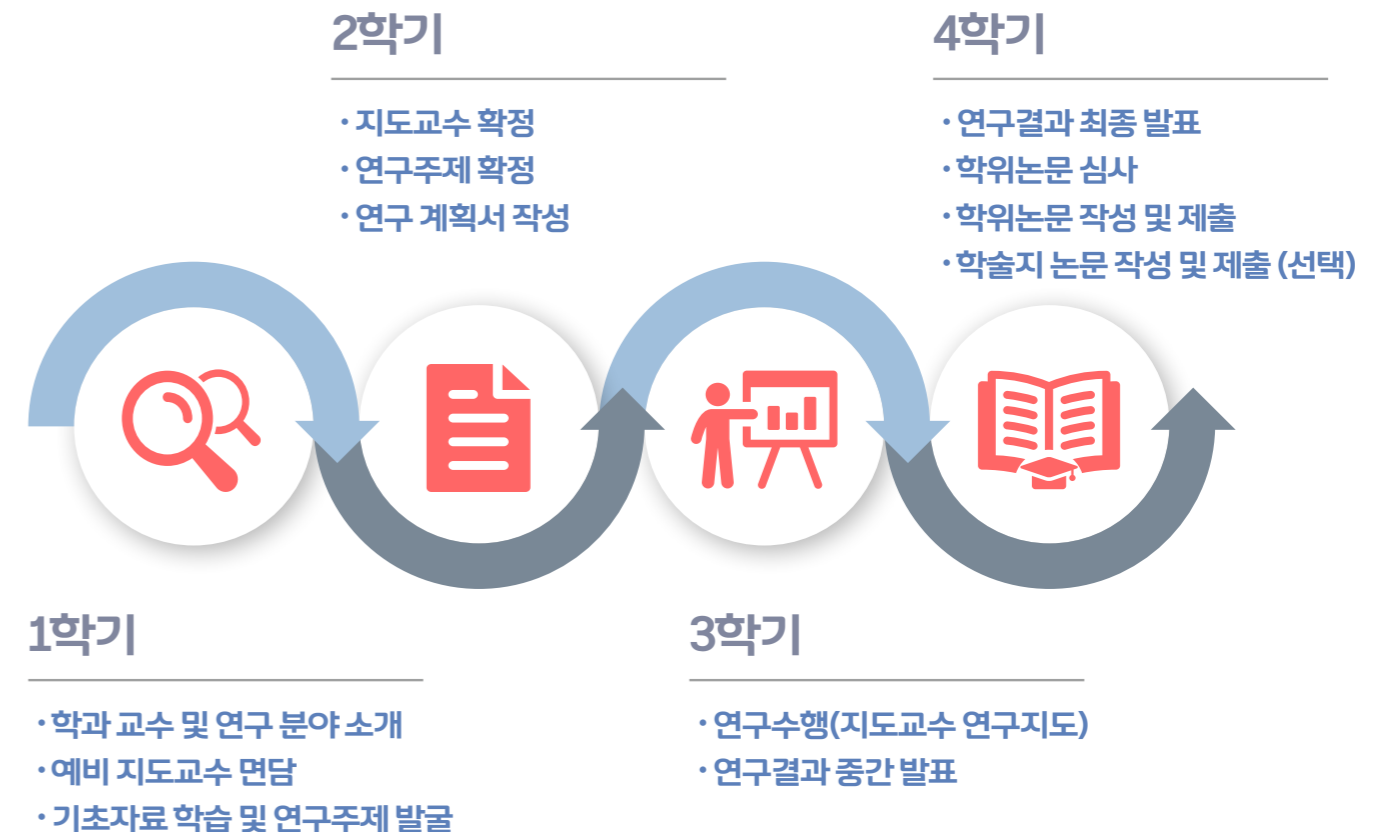 2학기
· 지도교수 확정
· 연구주제 확정
· 연구 계획서 작성
4학기
· 연구결과 최종 발표
· 학위논문 심사
· 학위논문 작성 및 제출
· 학술지 논문 작성 및 제출 (선택)
1학기
· 학과 교수 및 연구 분야 소개
· 예비 지도교수 면담
· 기초자료 학습 및 연구주제 발굴
3학기
· 연구수행(지도교수 연구지도)
· 연구결과 중간 발표